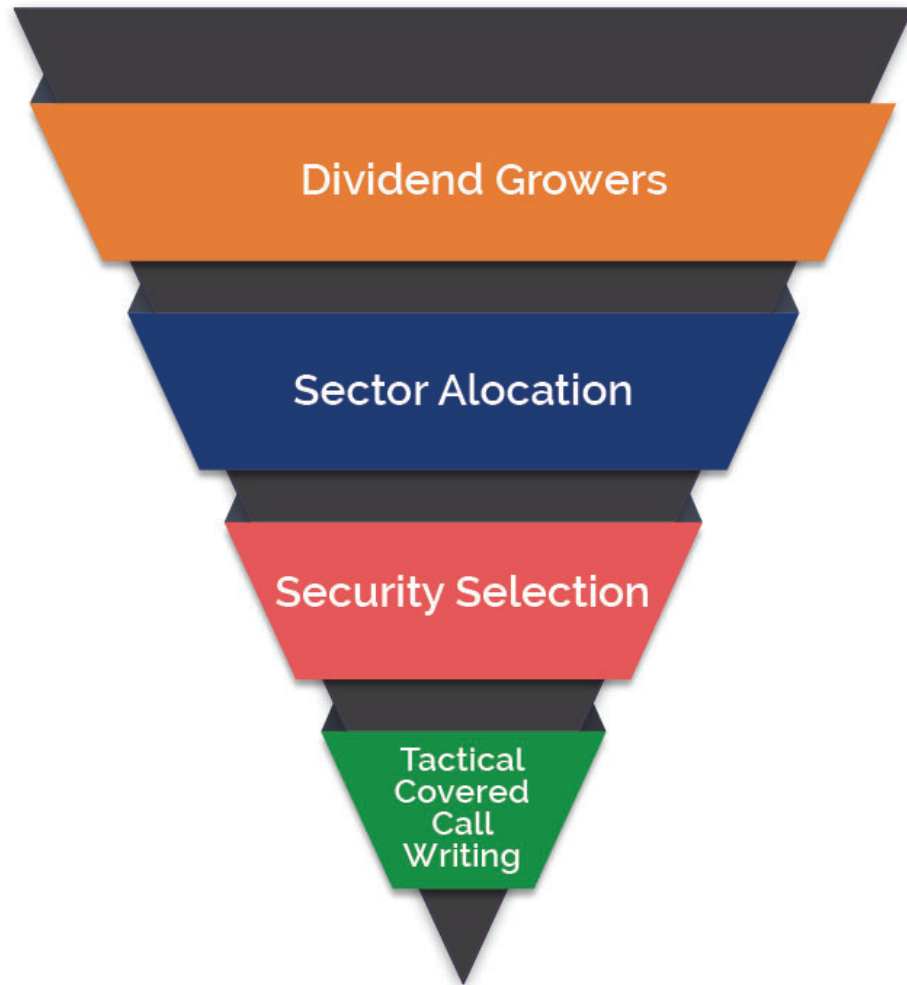 Dividend Growers
Sector Alocation
Security Selection
Tactical
Covered
Call
Writing